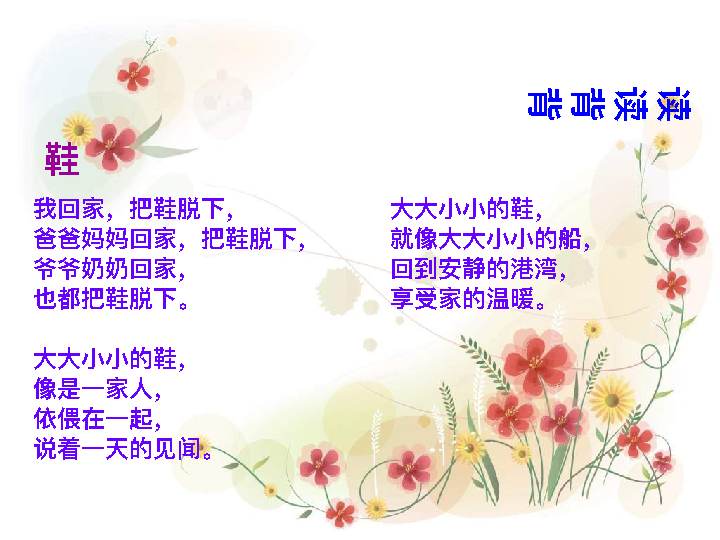 读读背背
鞋
我回家，把鞋脱下，
爸爸妈妈回家，把鞋脱下，
爷爷奶奶回家，
也都把鞋脱下。
大大小小的鞋，
像是一家人，
依偎在一起，
说着一天的见闻。
大大小小的鞋，
就像大大小小的船，
回到安静的港湾，
享受家的温暖。